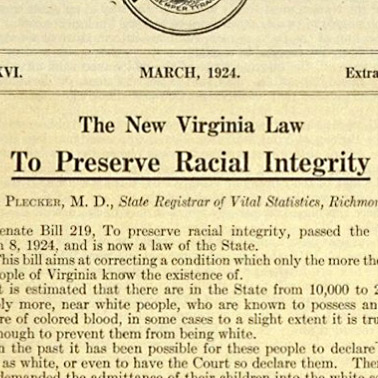 SEMPER TYRAN
XVI. MARCH, 1924. Extra
The New Virginia Law
To Preserve Racial Integrity
PLECKER, M. D., State Registrar of Vital Statistics, Richmon
enate Bill 219, To preserve racial integrity, passed the
h 8, 1924, and is now a law of the State.
This bill aims at correcting a condition which only the more th
ople of Virginia know the existence of.
t is estimated that there are in the State from 10,000 to 2
bly more, near white people, who are known to possess an
re of colored blood, in some cases to a slight extent it is tru
nough to prevent them from being white.
n the past it has been possible for these people to declare
as white, or even to have the Court so declare them. The
demanded the admittance of their children into the white sc